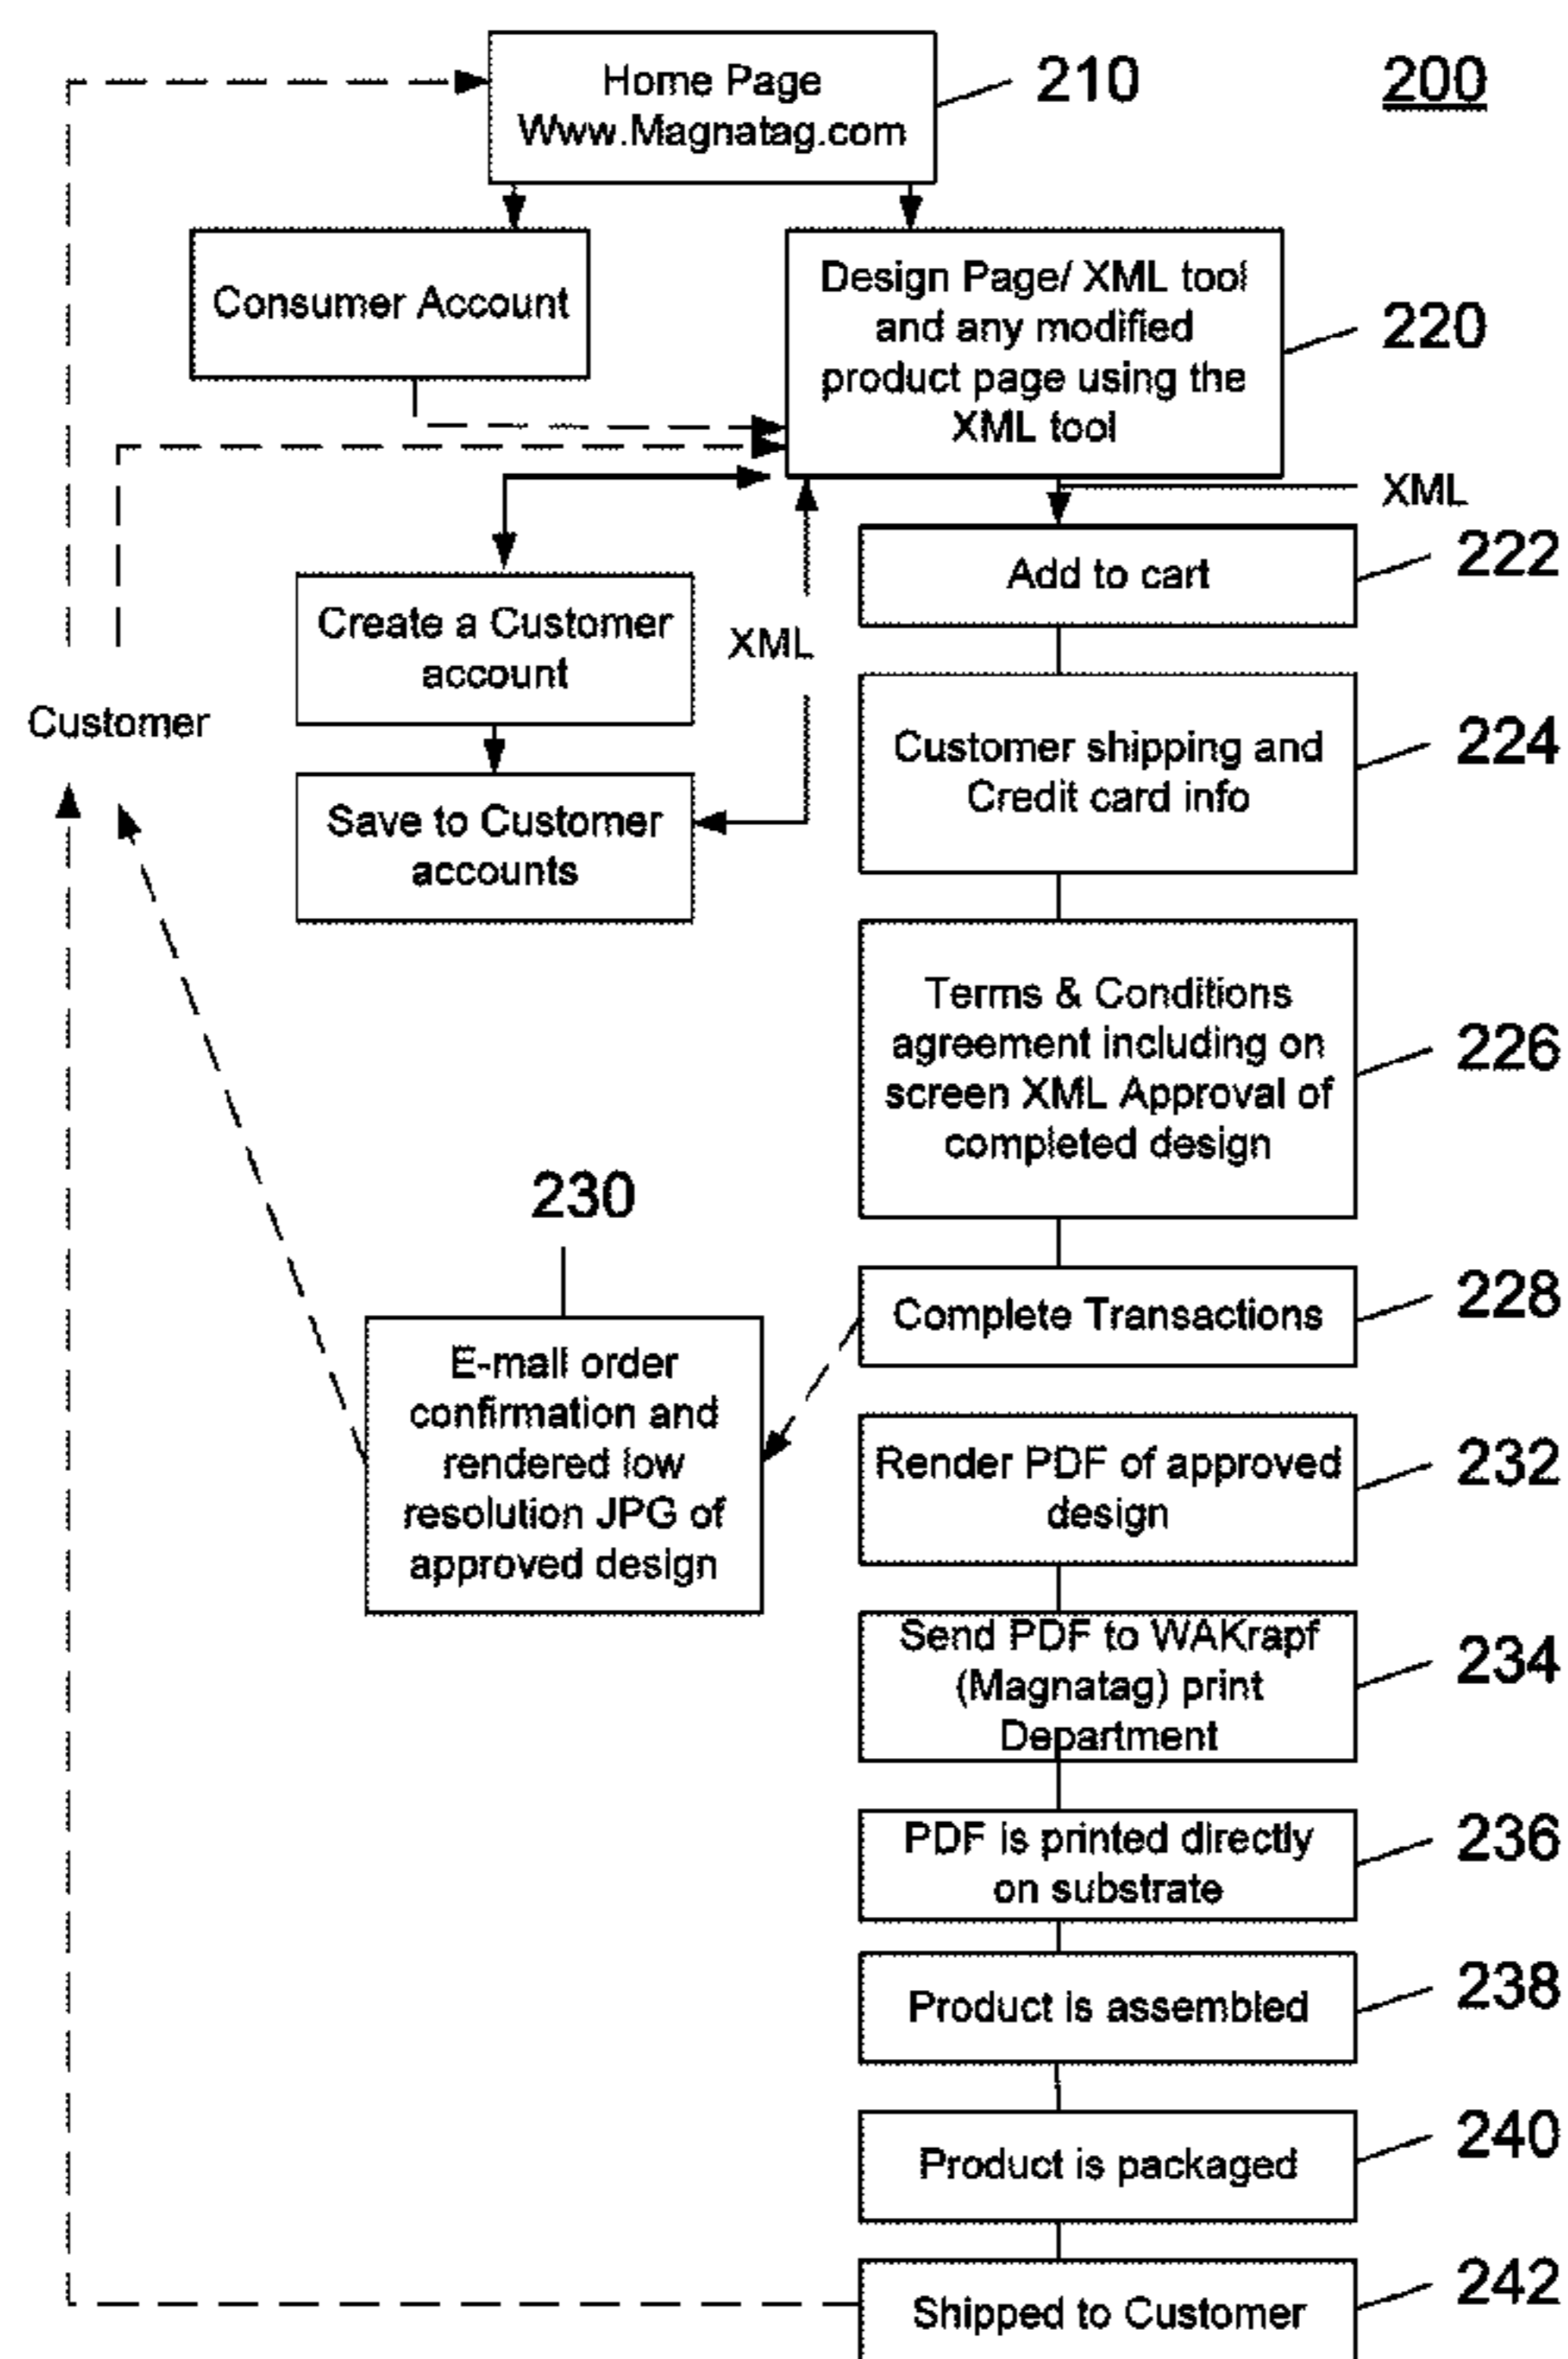 Home Page
Www.Magnatag.com
210
200
Consumer Account
Design Page/ XML tool
and any modified
product page using the
XML tool
220
XML
Add to cart
222
Create a Customer
account
XML
Customer
Customer shipping and
Credit card info
224
Save to Customer
accounts
Terms & Conditions
agreement including on
screen XML Approval of
completed design
226
230
Complete Transactions
228
E-mail order
confirmation and
rendered low
resolution JPG of
approved design
Render PDF of approved
design
232
Send PDF to WAKrapf
(Magnatag) print
Department
234
PDF is printed directly
on substrate
236
Product is assembled
238
Product is packaged
240
Shipped to Customer
242